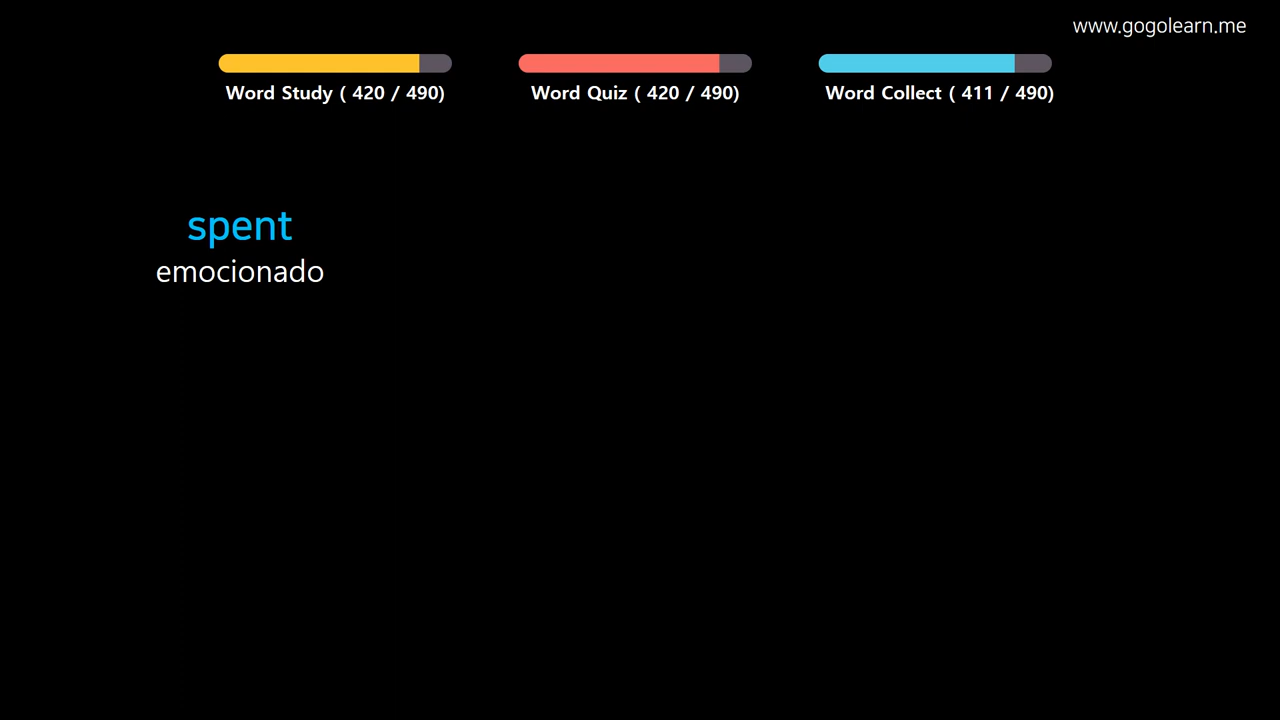 www.gogolearn.me
Word Study ( 420 / 490)
Word Quiz ( 420 / 490)
Word Collect ( 411 / 490)
spent
emocionado